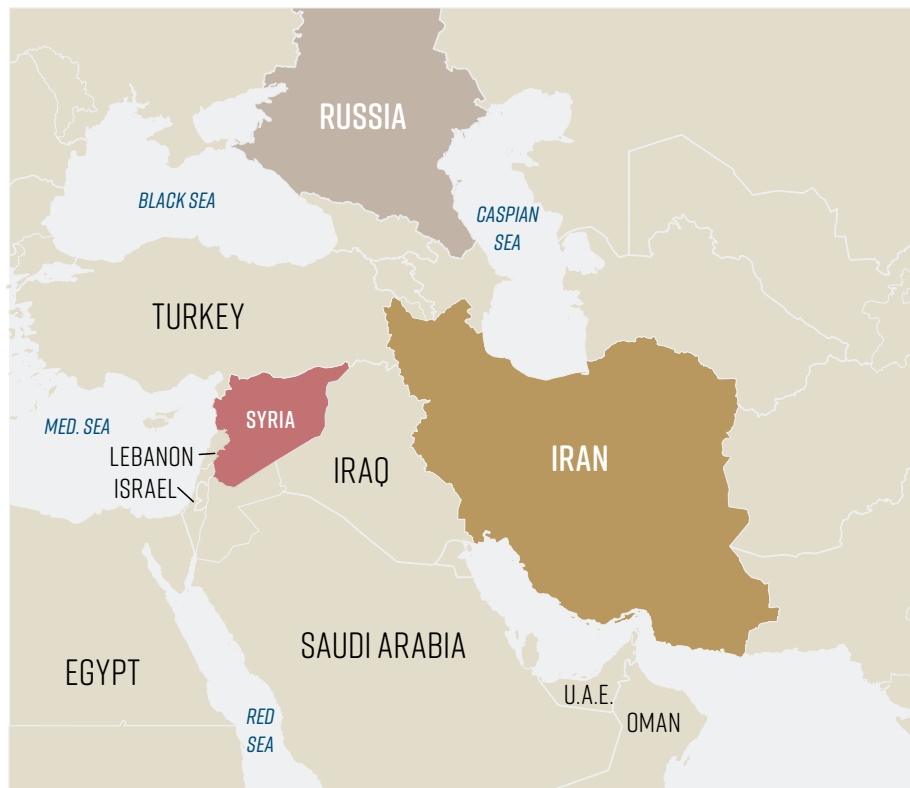 RUSSIA
BLACK SEA
CASPIAN
SEA
TURKEY
SYRIA
MED. SEA
LEBANON
IRAQ
IRAN
ISRAEL
SAUDI ARABIA
EGYPT
U.A.E.
RED
SEA
OMAN